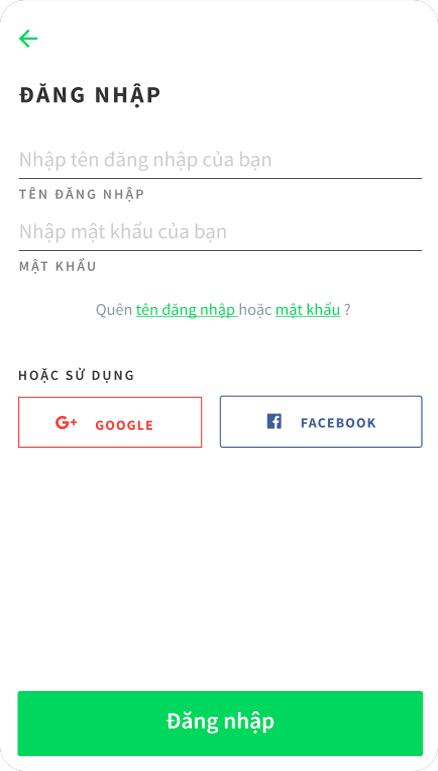 ĐĂNG NHẬP
Nhập tên đăng nhập của bạn
TÊN ĐĂNG NHẬP
Nhập mật khẩu của bạn
MẬT KHẨU
Quên tên đăng nhập hoặc mật khẩu ?
HOẶC SỬ DỤNG
G+ GOOGLE
f FACEBOOK
Đăng nhập